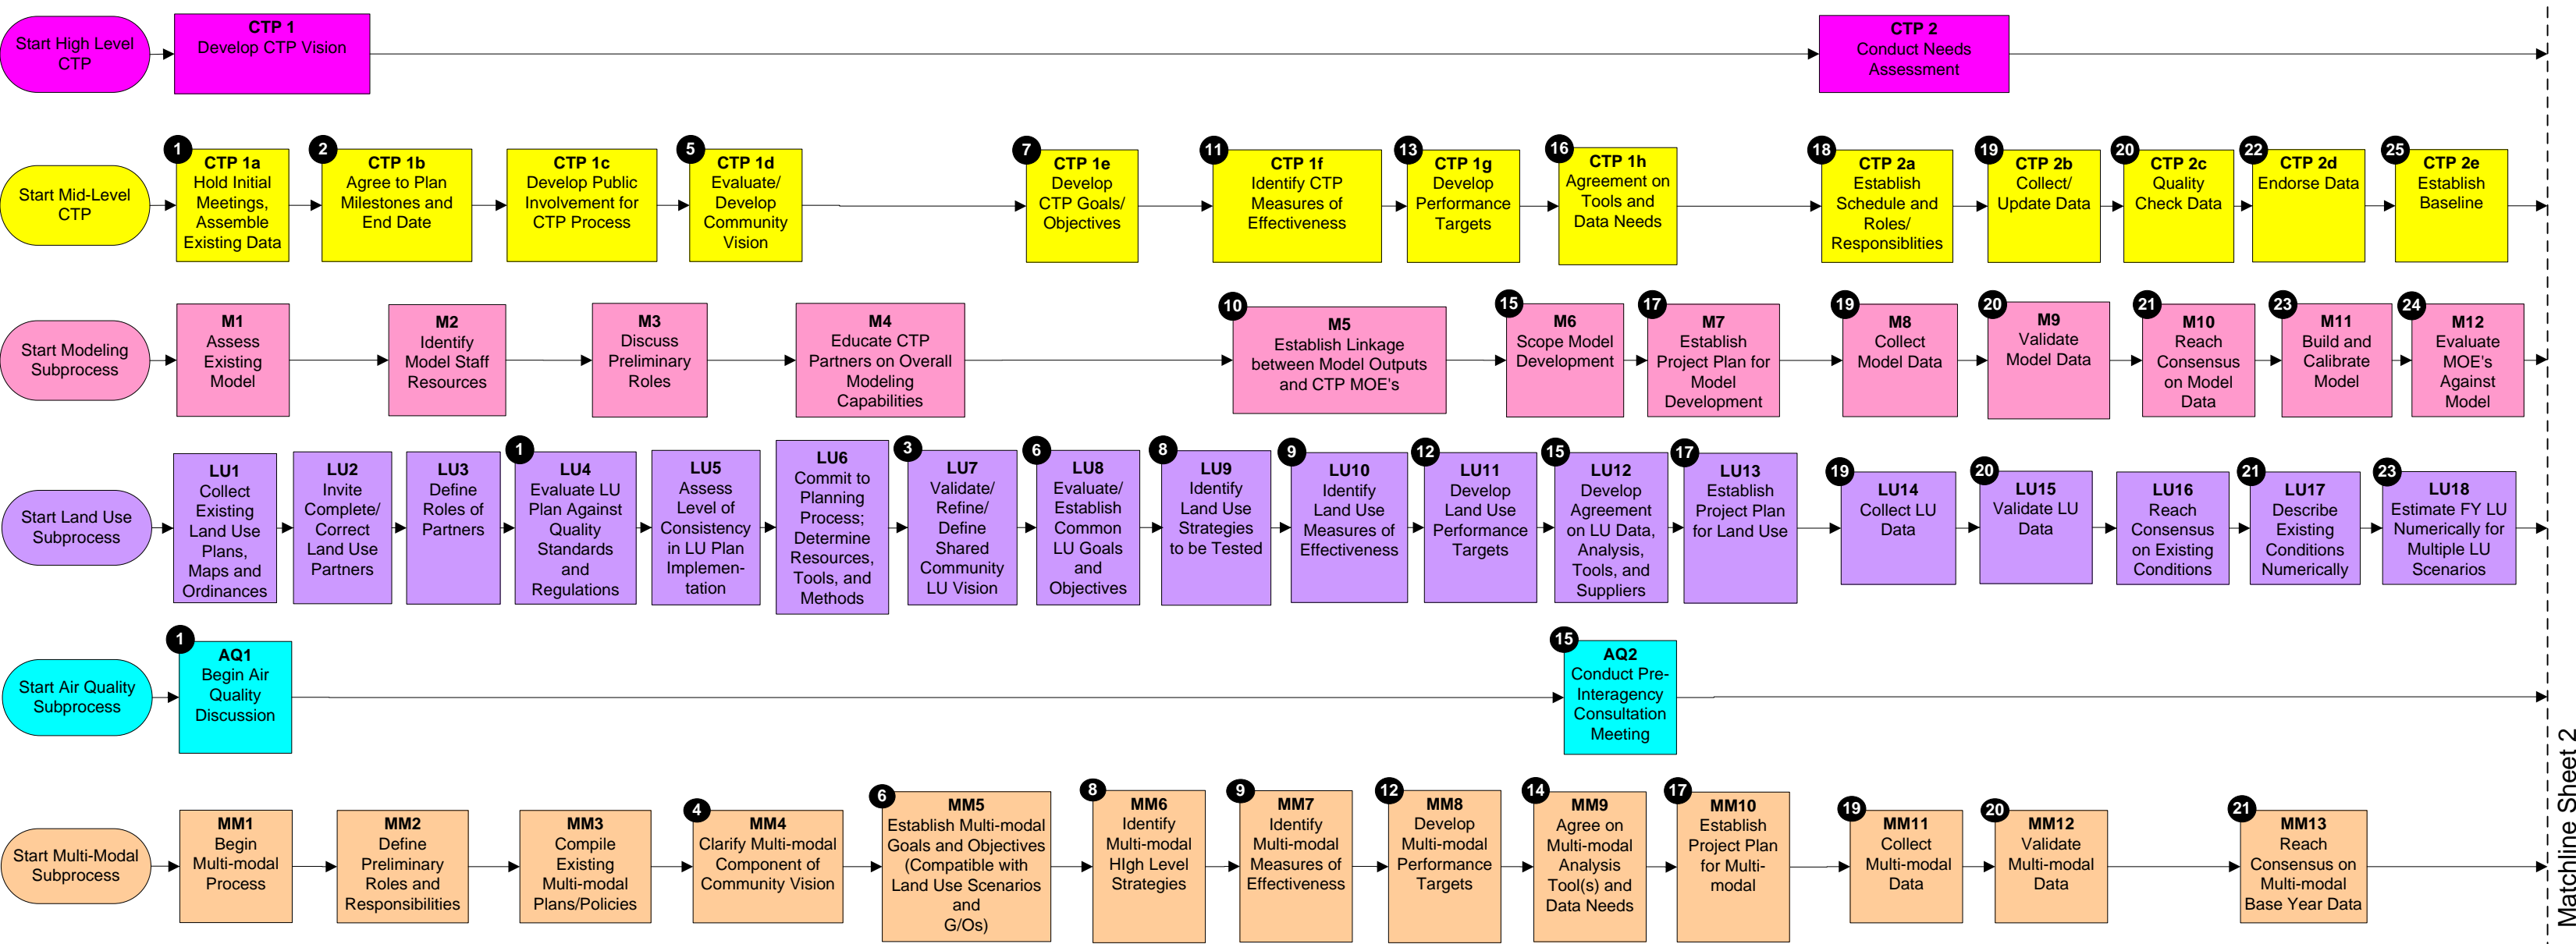 Start High Level
CTP
CTP 1
Develop CTP Vision
CTP 2
Conduct Needs
Assessment
Start Mid-Level
CTP
1
CTP 1a
Hold Initial
Meetings,
Assemble
Existing Data
2
CTP 1b
Agree to Plan
Milestones and
End Date
CTP 1c
Develop Public
Involvement for
CTP Process
5
CTP 1d
Evaluate/
Develop
Community
Vision
7
CTP 1e
Develop
CTP Goals/
Objectives
11
CTP 1f
Identify CTP
Measures of
Effectiveness
13
CTP 1g
Develop
Performance
Targets
16
CTP 1h
Agreement on
Tools and
Data Needs
18
CTP 2a
Establish
Schedule and
Roles/
Responsiblities
19
CTP 2b
Collect/
Update Data
20
CTP 2c
Quality
Check Data
22
CTP 2d
Endorse Data
25
CTP 2e
Establish
Baseline
Start Modeling
Subprocess
M1
Assess
Existing
Model
M2
Identify
Model Staff
Resources
M3
Discuss
Preliminary
Roles
M4
Educate CTP
Partners on Overall
Modeling
Capabilities
10
M5
Establish Linkage
between Model Outputs
and CTP MOE's
15
M6
Scope Model
Development
17
M7
Establish
Project Plan for
Model
Development
19
M8
Collect
Model Data
20
M9
Validate
Model Data
21
M10
Reach
Consensus
on Model
Data
23
M11
Build and
Calibrate
Model
24
M12
Evaluate
MOE's
Against
Model
Start Land Use
Subprocess
LU1
Collect
Existing
Land Use
Plans,
Maps and
Ordinances
LU2
Invite
Complete/
Correct
Land Use
Partners
LU3
Define
Roles of
Partners
1
LU4
Evaluate LU
Plan Against
Quality
Standards
and
Regulations
LU5
Assess
Level of
Consistency
in LU Plan
Implemen-
tation
LU6
Commit to
Planning
Process;
Determine
Resources,
Tools, and
Methods
3
LU7
Validate/
Refine/
Define
Shared
Community
LU Vision
6
LU8
Evaluate/
Establish
Common
LU Goals
and
Objectives
8
LU9
Identify
Land Use
Strategies
to be Tested
9
LU10
Identify
Land Use
Measures of
Effectiveness
12
LU11
Develop
Land Use
Performance
Targets
15
LU12
Develop
Agreement
on LU Data,
Analysis,
Tools, and
Suppliers
17
LU13
Establish
Project Plan
for Land Use
19
LU14
Collect LU
Data
20
LU15
Validate LU
Data
LU16
Reach
Consensus
on Existing
Conditions
21
LU17
Describe
Existing
Conditions
Numerically
23
LU18
Estimate FY LU
Numerically for
Multiple LU
Scenarios
Start Air Quality
Subprocess
1
AQ1
Begin Air
Quality
Discussion
15
AQ2
Conduct Pre-
Interagency
Consultation
Meeting
Start Multi-Modal
Subprocess
MM1
Begin
Multi-modal
Process
MM2
Define
Preliminary
Roles and
Responsibilities
MM3
Compile
Existing
Multi-modal
Plans/Policies
4
MM4
Clarify Multi-modal
Component of
Community Vision
6
MM5
Establish Multi-modal
Goals and Objectives
(Compatible with
Land Use Scenarios
and
G/Os)
8
MM6
Identify
Multi-modal
HIgh Level
Strategies
9
MM7
Identify
Multi-modal
Measures of
Effectiveness
12
MM8
Develop
Multi-modal
Performance
Targets
14
MM9
Agree on
Multi-modal
Analysis
Tool(s) and
Data Needs
17
MM10
Establish
Project Plan
for Multi-
modal
19
MM11
Collect
Multi-modal
Data
20
MM12
Validate
Multi-modal
Data
21
MM13
Reach
Consensus on
Multi-modal
Base Year Data
Matchline Sheet 2